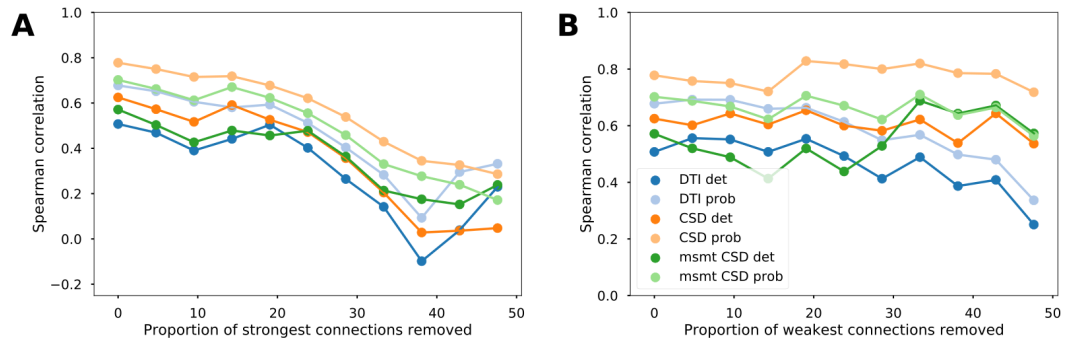 A
1.0
0.8
0.6
0.4
0.2
0.0
−0.2
Spearman correlation
0 10 20 30 40 50
Proportion of strongest connections removed
B
1.0
0.8
0.6
0.4
0.2
0.0
Spearman correlation
DTI det
DTI prob
CSD det
CSD prob
msmt CSD det
msmt CSD prob
0 10 20 30 40 50
Proportion of weakest connections removed